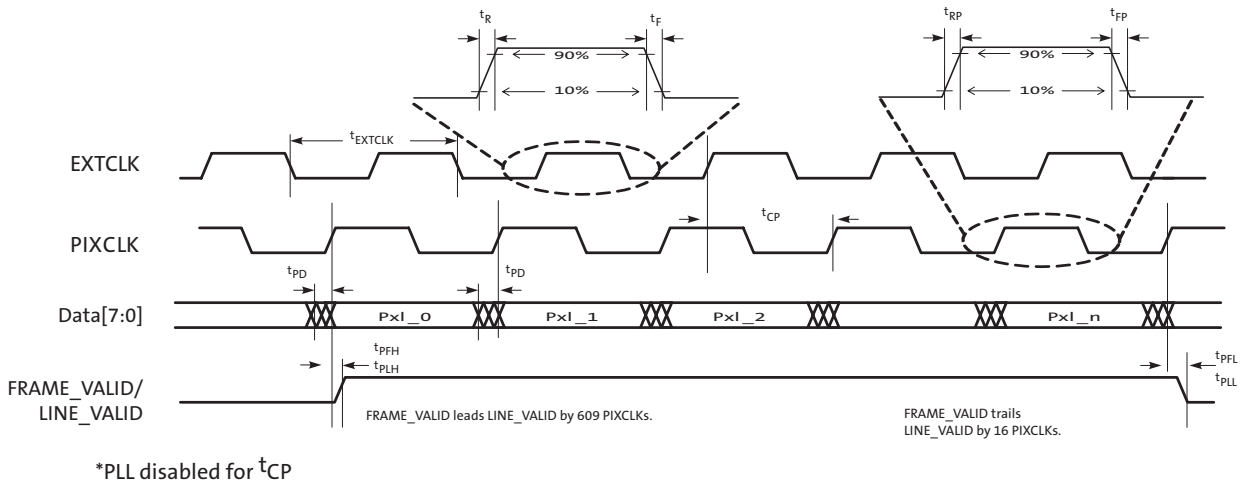 tR tF tRP tFP
90% 90%
10% 10%
tEXTCLK
EXTCLK
tCP
PIXCLK
tPD tPD
Data[7:0] Pxl_0 Pxl_1 Pxl_2 Pxl_n
tPFH tPFL
tPLH tPLL
FRAME_VALID/
LINE_VALID
FRAME_VALID leads LINE_VALID by 609 PIXCLKs.
FRAME_VALID trails
LINE_VALID by 16 PIXCLKs.
*PLL disabled for tCP